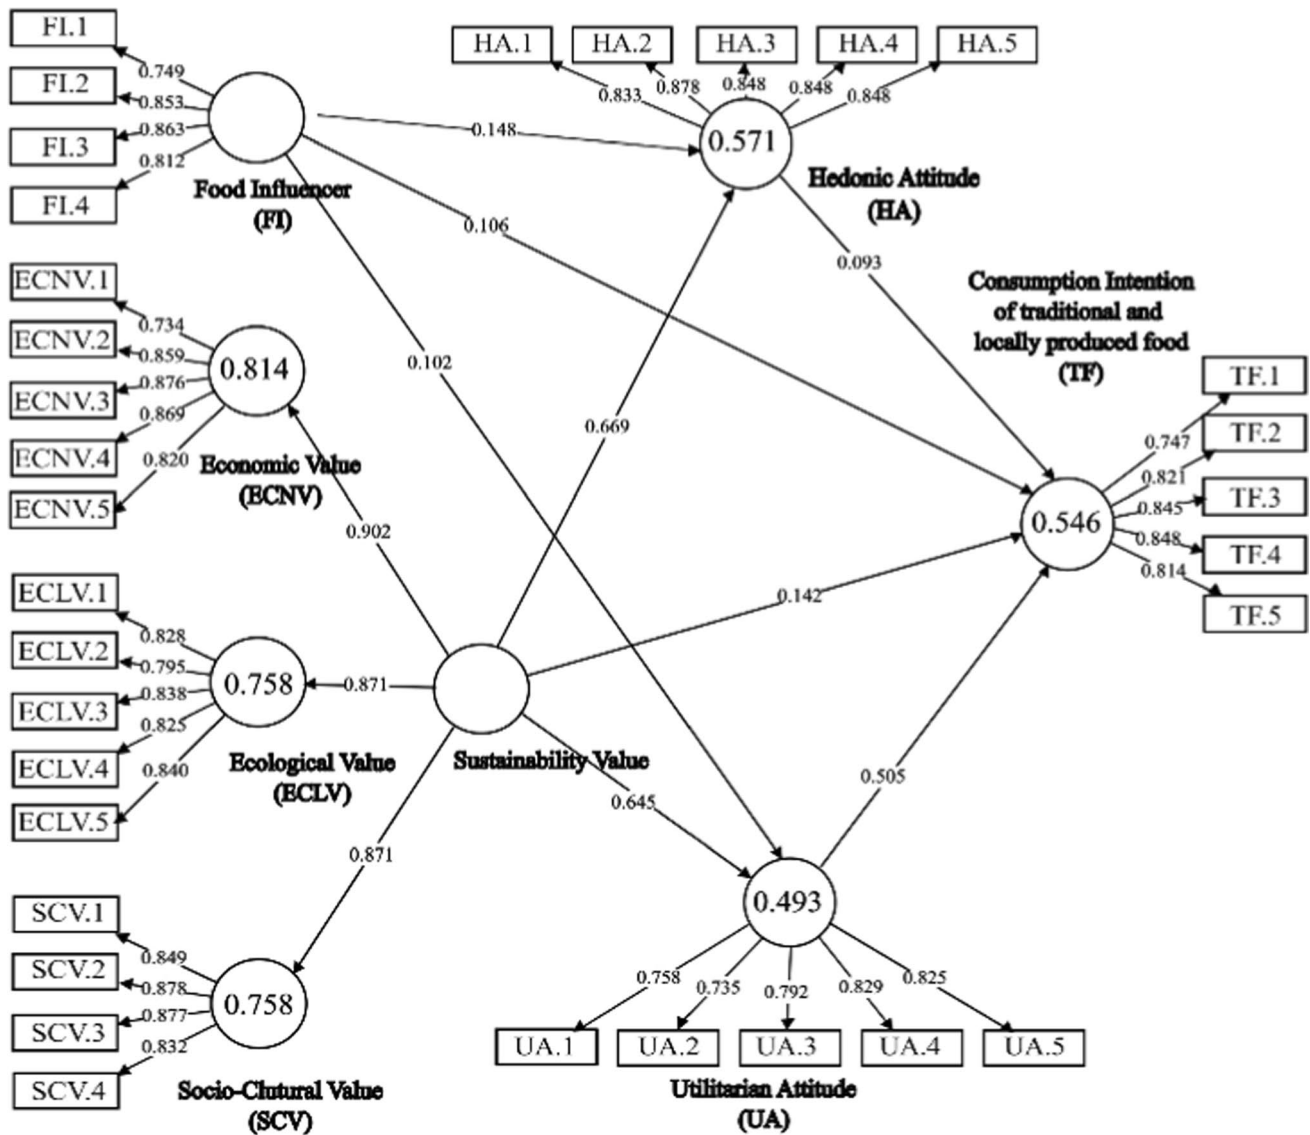 FI.1
FI.2
FI.3
FI.4
0.749
0.853
0.863
0.812
Food Influencer
(FI)
HA.1
HA.2
HA.3
HA.4
HA.5
0.833
0.878
0.848
0.848
0.848
0.571
Hedonic Attitude
(HA)
0.148
0.106
0.102
0.093
ECNV.1
ECNV.2
ECNV.3
ECNV.4
ECNV.5
0.734
0.859
0.876
0.869
0.820
0.814
Economic Value
(ECNV)
0.902
0.669
Consumption Intention
of traditional and
locally produced food
(TF)
TF.1
TF.2
TF.3
TF.4
TF.5
0.747
0.821
0.845
0.848
0.814
0.546
0.142
ECLV.1
ECLV.2
ECLV.3
ECLV.4
ECLV.5
0.828
0.795
0.838
0.825
0.840
0.758
Ecological Value
(ECLV)
0.871
Sustainability Value
0.645
0.505
0.871
SCV.1
SCV.2
SCV.3
SCV.4
0.849
0.878
0.877
0.832
0.758
Socio-Clutural Value
(SCV)
0.493
0.758
0.735
0.792
0.829
0.825
UA.1
UA.2
UA.3
UA.4
UA.5
Utilitarian Attitude
(UA)